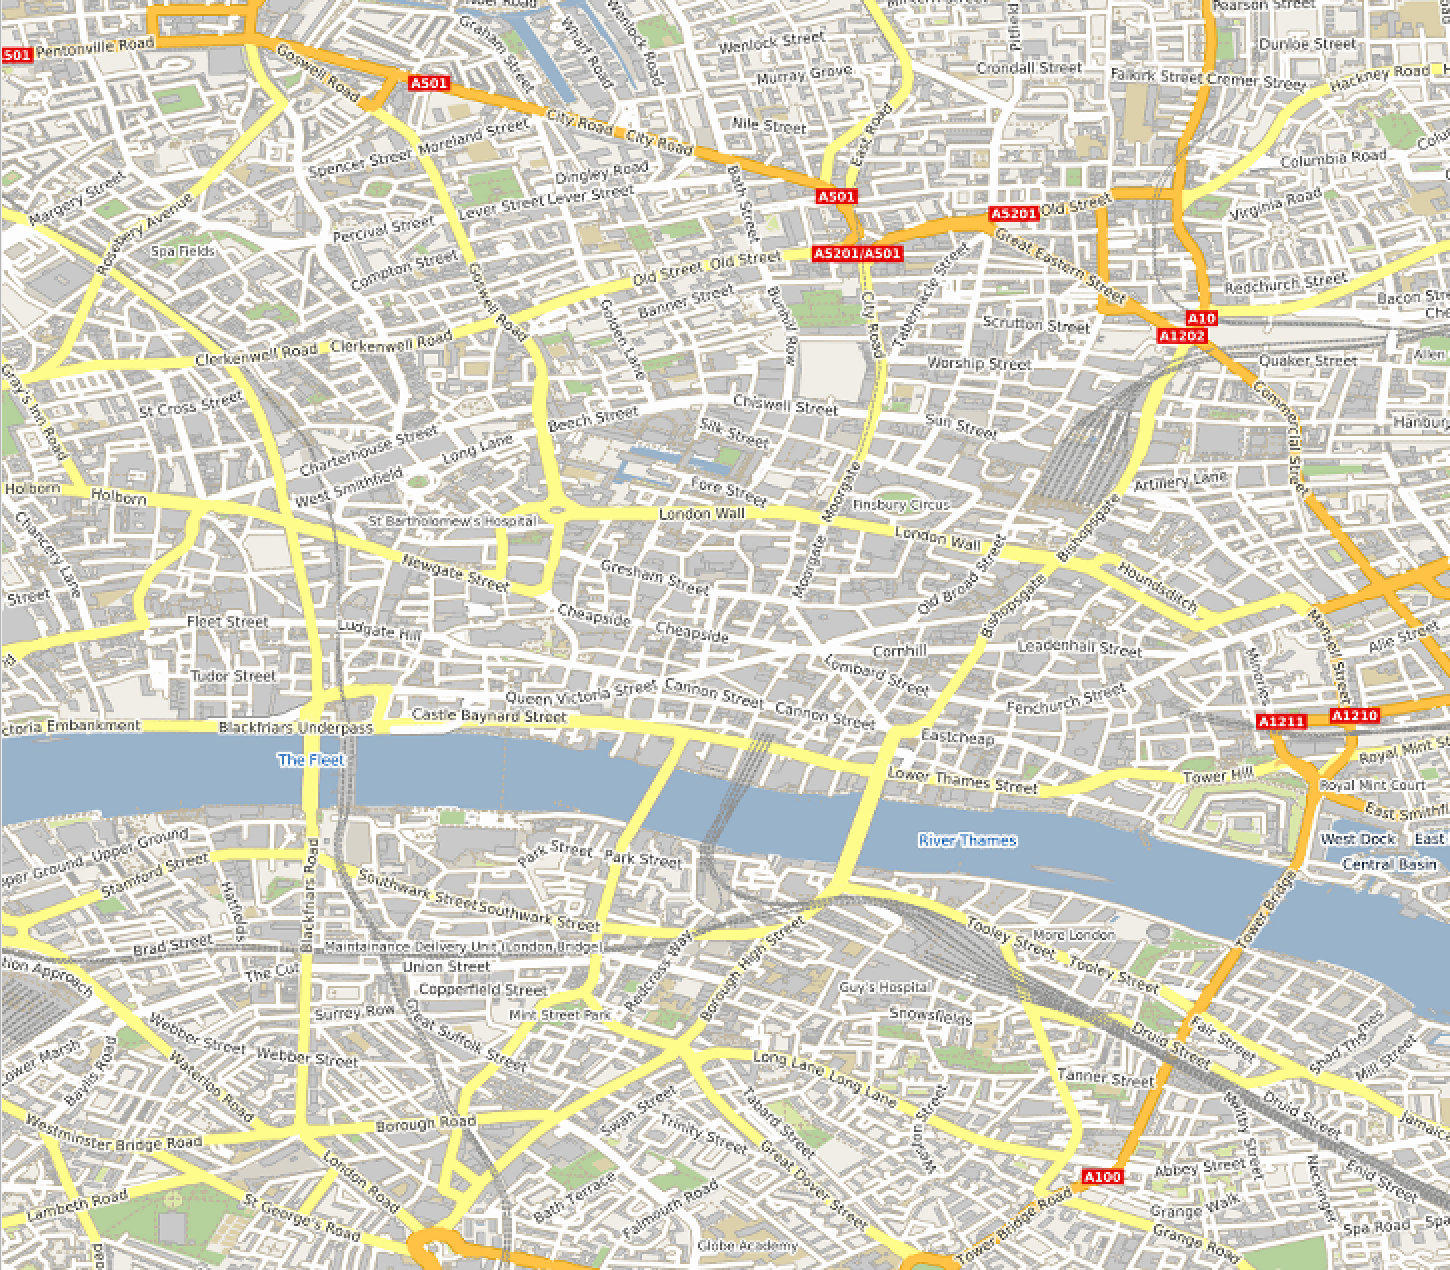 Pearson Street
Graham Street
Wharf Road
Wenlock Road
Wenlock Street
Pitfield
Dunloe Street
501
Pentonville Road
Goswell Road
A501
Murray Grove
Crondall Street
Falkirk Street
Cremer Street
Hackney Road
City Road
City Road
Nile Street
East Road
Spencer Street
Moreland Street
Columbia Road
Dingley Road
Bath Street
Margery Street
Lever Street
Lever Street
A501
A5201
Old Street
Virginia Road
Rosebery Avenue
Percival Street
Spa Fields
A5201/A501
Great Eastern Street
Compton Street
Old Street
Old Street
Tabernacle Street
Redchurch Street
Goswell Road
Banner Street
Golden Lane
Bunhill Row
City Road
Bacon Str
A10
Scrutton Street
A1202
Clerkenwell Road
Clerkenwell Road
Worship Street
Quaker Street
Allen
Gray's Inn Road
St Cross Street
Beech Street
Chiswell Street
Commercial Street
Charterhouse Street
Long Lane
Silk Street
Sun Street
Hanbury
Holborn
Holborn
West Smithfield
Fore Street
Moorgate
Finsbury Circus
Artillery Lane
St Bartholomew's Hospital
London Wall
London Wall
Bishopsgate
Chancery Lane
Newgate Street
Gresham Street
Moorgate
Old Broad Street
Houndsditch
Street
Fleet Street
Ludgate Hill
Cheapside
Cheapside
Bishopsgate
Cornhill
Leadenhall Street
Mansell Street
Alie Street
Tudor Street
Queen Victoria Street
Cannon Street
Cannon Street
Lombard Street
Fenchurch Street
Minories
ctoria Embankment
Blackfriars Underpass
Castle Baynard Street
Eastcheap
A1211
A1210
The Fleet
Lower Thames Street
Tower Hill
Royal Mint St
Royal Mint Court
East Smithfi
River Thames
West Dock
East
Central Basin
per Ground
Upper Ground
Stamford Street
Hatfields
Blackfriars Road
Park Street
Park Street
Southwark Street
Southwark Street
Tower Bridge
Brad Street
Maintainance Delivery Unit (London Bridge)
Redcross Way
Borough High Street
Tooley Street
More London
Tooley Street
tion Approach
The Cut
Union Street
Copperfield Street
Guy's Hospital
Surrey Row
Great Suffolk Street
Mint Street Park
Snowsfields
Druid Street
Fair Street
Shad Thames
Mill Street
ower Marsh
Baylis Road
Webber Street
Webber Street
Waterloo Road
Long Lane
Long Lane
Tanner Street
Westminster Bridge Road
Borough Road
Swan Street
Trinity Street
Tabard Street
Weston Street
Maltby Street
Druid Street
Jamaic
London Road
Great Dover Street
A100
Abbey Street
Neckinger
Enid Street
Lambeth Road
St George's Road
Bath Terrace
Falmouth Road
Tower Bridge Road
Grange Walk
Grange Road
Spa Road
Spa
Globe Academy